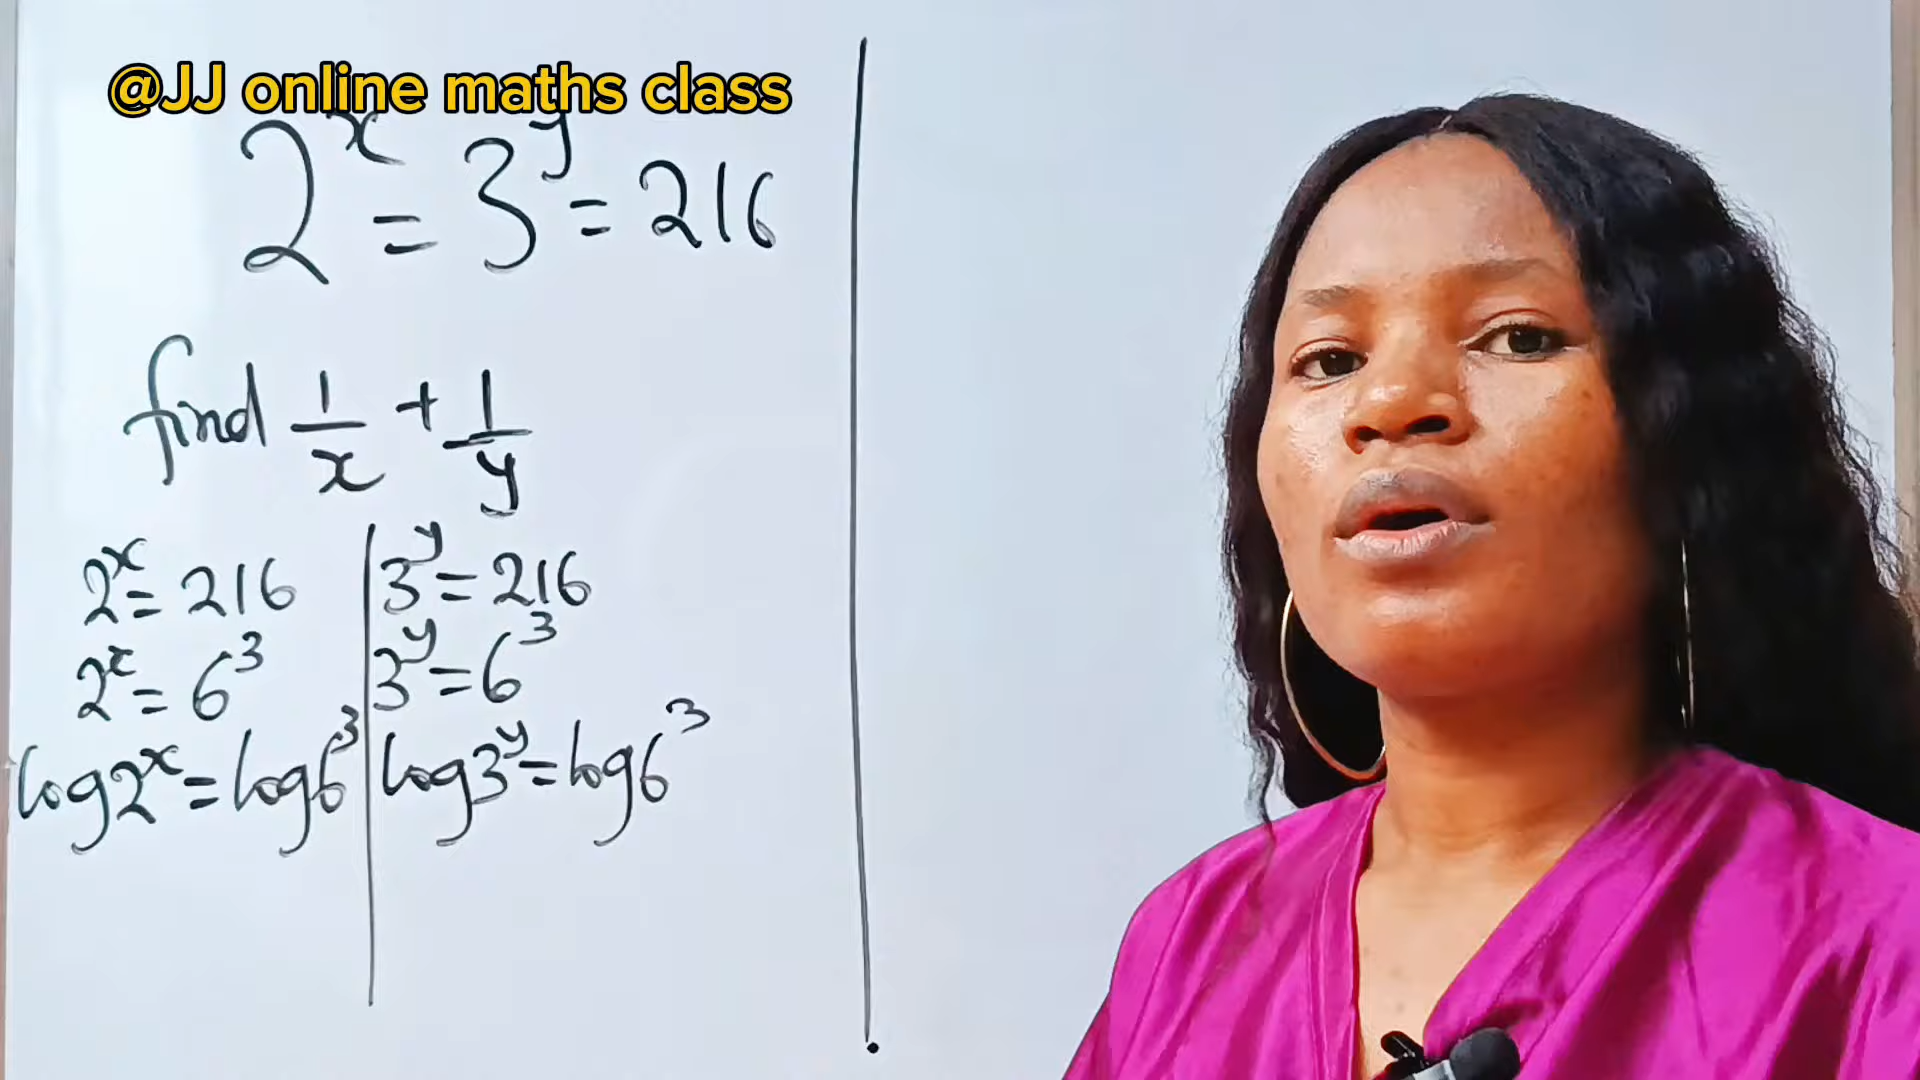 @JJ online maths class
2^x = 3^y = 216
find 1/x + 1/y
2^x = 216
2^x = 6^3
log2^x = log6^3
3^y = 216
3^y = 6^3
log3^y = log6^3